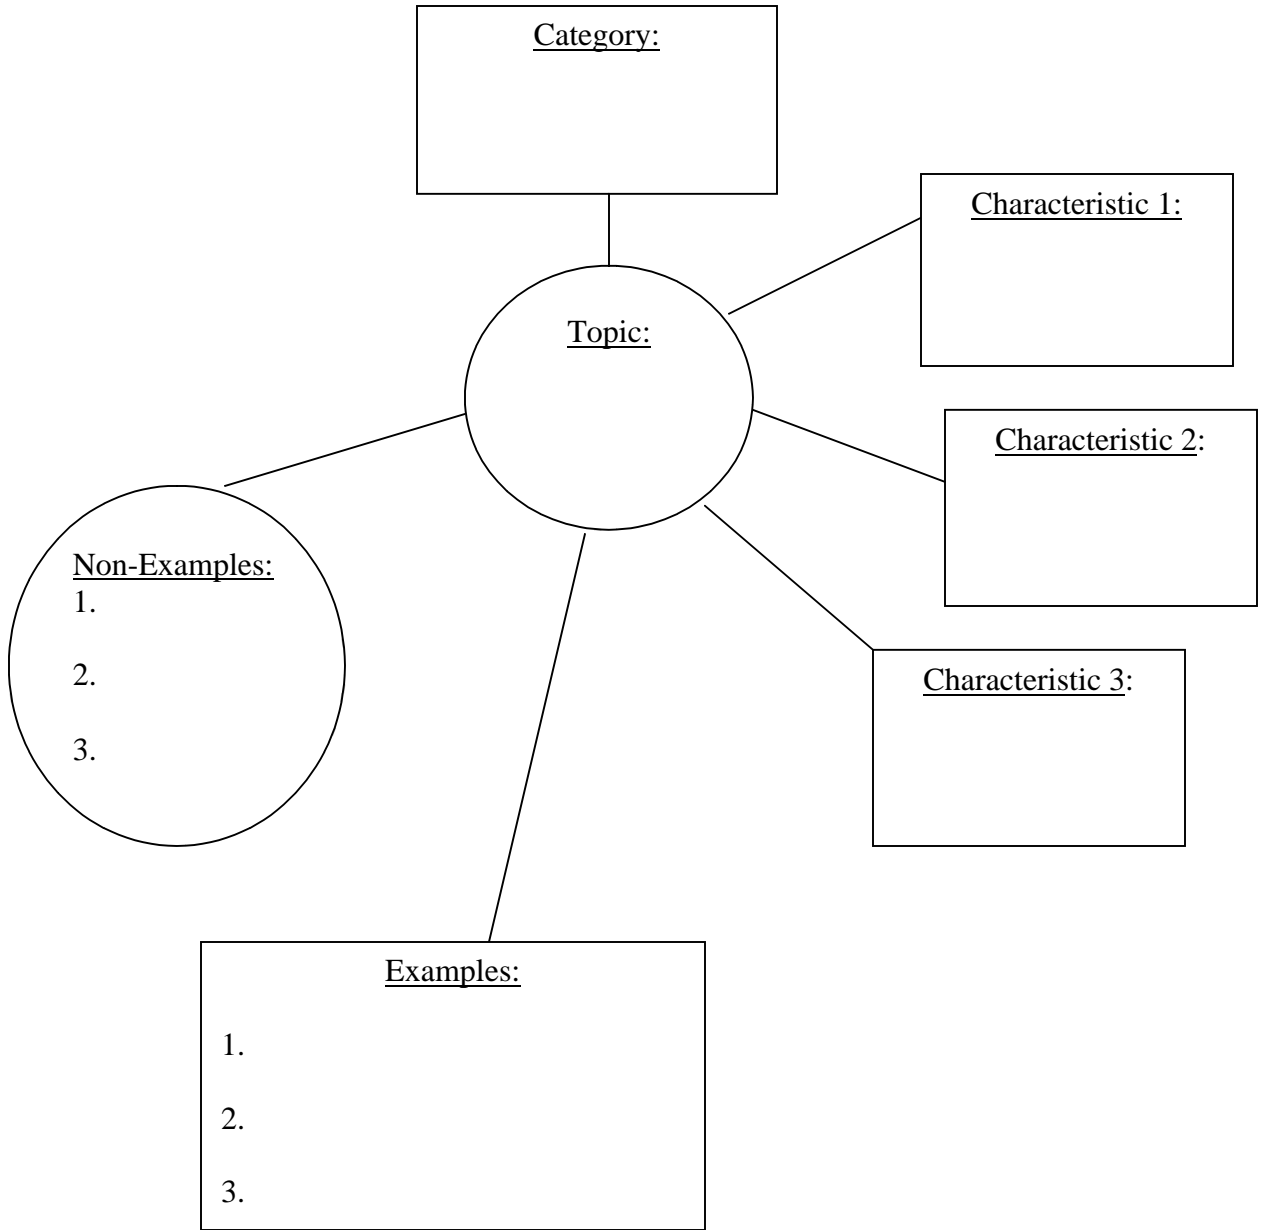 Category:
Characteristic 1:
Topic:
Characteristic 2:
Non-Examples:
1.
2.
3.
Characteristic 3:
Examples:
1.
2.
3.